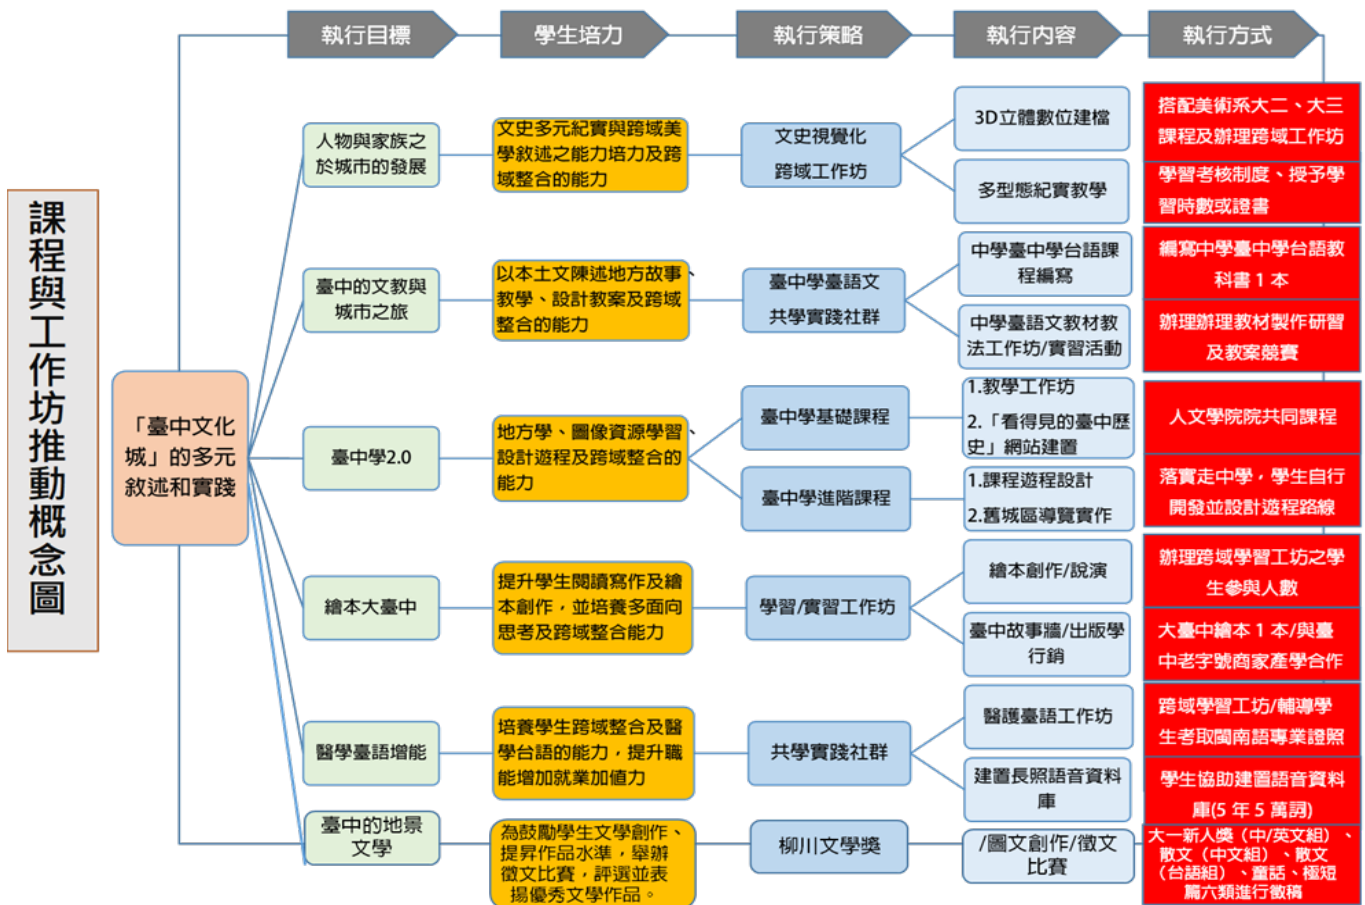 課程與工作坊推動概念圖
執行目標
學生培力
執行策略
執行內容
執行方式
「臺中文化
城」的多元
敘述和實踐
人物與家族之
於城市的發展
文史多元紀實與跨域美
學敘述之能力培力及跨
域整合的能力
文史視覺化
跨域工作坊
3D立體數位建檔
多型態紀實教學
搭配美術系大二、大三
課程及辦理跨域工作坊
學習考核制度、授予學
習時數或證書
臺中的文教與
城市之旅
以本土文陳述地方故事、
教學、設計教案及跨域
整合的能力
臺中學臺語文
共學實踐社群
中學臺中學台語課
程編寫
中學臺語文教材教
法工作坊/實習活動
編寫中學臺中學台語教
科書 1 本
辦理辦理教材製作研習
及教案競賽
臺中學2.0
地方學、圖像資源學習、
設計遊程及跨域整合的
能力
臺中學基礎課程
1.教學工作坊
2.「看得見的臺中歷
史」網站建置
人文學院院共同課程
臺中學進階課程
1.課程遊程設計
2.舊城區導覽實作
落實走中學，學生自行
開發並設計遊程路線
繪本大臺中
提升學生閱讀寫作及繪
本創作，並培養多面向
思考及跨域整合能力
學習/實習工作坊
繪本創作/說演
臺中故事牆/出版學
行銷
辦理跨域學習工坊之學
生參與人數
大臺中繪本 1 本/與臺
中老字號商家產學合作
醫學臺語增能
培養學生跨域整合及醫
學台語的能力，提升職
能增加就業加值力
共學實踐社群
醫護臺語工作坊
建置長照語音資料
庫
跨域學習工坊/輔導學
生考取閩南語專業證照
學生協助建置語音資料
庫(5 年 5 萬詞)
臺中的地景
文學
為鼓勵學生文學創作、
提昇作品水準，舉辦
徵文比賽，評選並表
揚優秀文學作品。
柳川文學獎
/圖文創作/徵文
比賽
大一新人獎（中/英文組）、
散文（中文組）、散文
（台語組）、童話、極短
篇六類進行徵稿